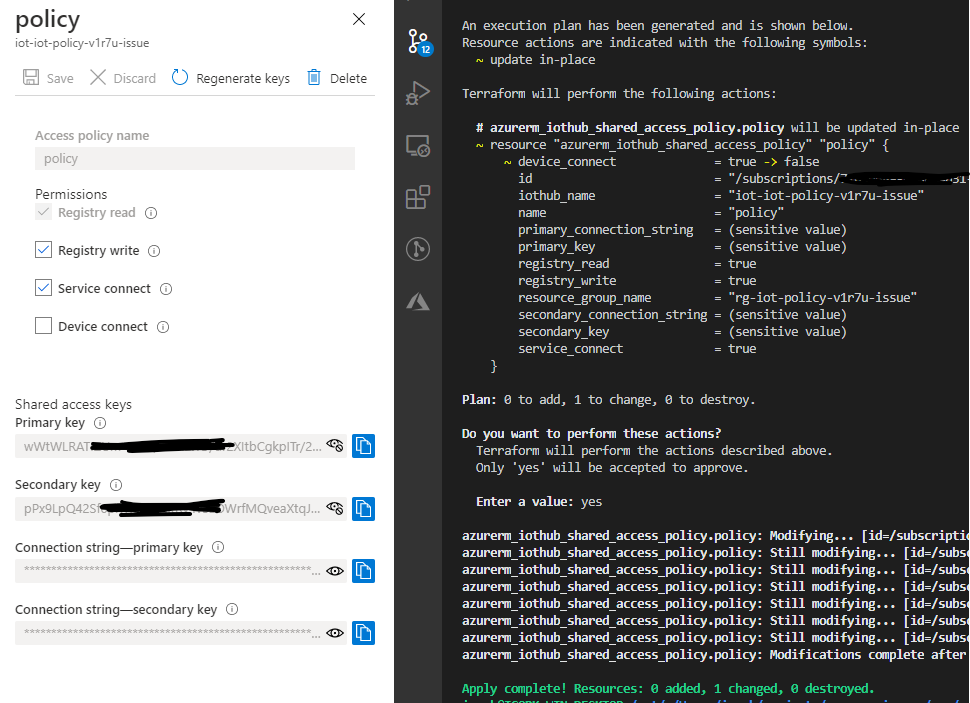 policy
iot-iot-policy-v1r7u-issue
Save
Discard
Regenerate keys
Delete
Access policy name
policy
Permissions
Registry read
Registry write
Service connect
Device connect
Shared access keys
Primary key
wWtWLRAT
XItbCgkpITr/2...
Secondary key
pPx9LpQ42S
WrfMQveaXtqJ...
Connection string—primary key
***************************************************************...
Connection string—secondary key
***************************************************************...
12
An execution plan has been generated and is shown below.
Resource actions are indicated with the following symbols:
~ update in-place
Terraform will perform the following actions:
# azurerm_iothub_shared_access_policy.policy will be updated in-place
~ resource "azurerm_iothub_shared_access_policy" "policy" {
~ device_connect = true -> false
id = "/subscriptions/
iothub_name = "iot-iot-policy-v1r7u-issue"
name = "policy"
primary_connection_string = (sensitive value)
primary_key = (sensitive value)
registry_read = true
registry_write = true
resource_group_name = "rg-iot-policy-v1r7u-issue"
secondary_connection_string = (sensitive value)
secondary_key = (sensitive value)
service_connect = true
}
Plan: 0 to add, 1 to change, 0 to destroy.
Do you want to perform these actions?
Terraform will perform the actions described above.
Only 'yes' will be accepted to approve.
Enter a value: yes
azurerm_iothub_shared_access_policy.policy: Modifying... [id=/subscriptio
azurerm_iothub_shared_access_policy.policy: Still modifying... [id=/subsc
azurerm_iothub_shared_access_policy.policy: Still modifying... [id=/subsc
azurerm_iothub_shared_access_policy.policy: Still modifying... [id=/subsc
azurerm_iothub_shared_access_policy.policy: Still modifying... [id=/subsc
azurerm_iothub_shared_access_policy.policy: Still modifying... [id=/subsc
azurerm_iothub_shared_access_policy.policy: Still modifying... [id=/subsc
azurerm_iothub_shared_access_policy.policy: Modifications complete after
Apply complete! Resources: 0 added, 1 changed, 0 destroyed.